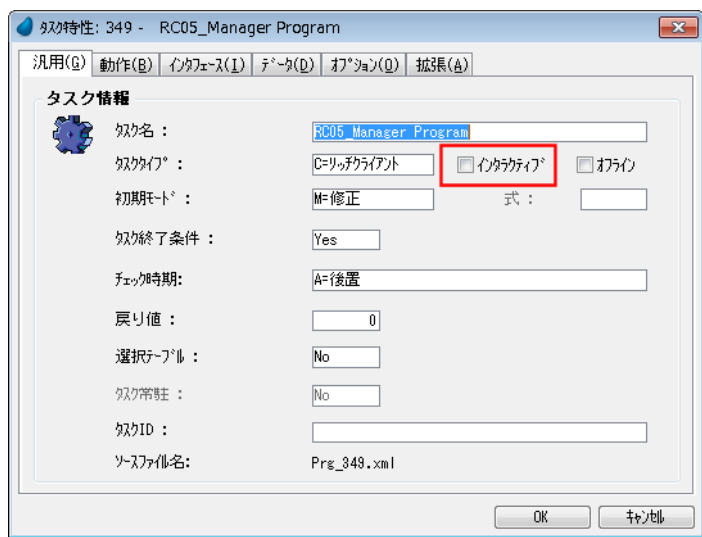 ﾀｽｸ特性: 349 - RC05_Manager Program
汎用(G) 動作(B) ｲﾝﾀﾌｪｰｽ(I) ﾃﾞｰﾀ(D) ｵﾌﾟｼｮﾝ(O) 拡張(A)
タスク情報
ﾀｽｸ名： RC05_Manager Program
ﾀｽｸﾀｲﾌﾟ： C=ﾘｯﾁｸﾗｲｱﾝﾄ ｲﾝﾀﾗｸﾃｨﾌﾞ ｵﾌﾗｲﾝ
初期ﾓｰﾄﾞ： M=修正 式：
ﾀｽｸ終了条件： Yes
ﾁｪｯｸ時期: A=後置
戻り値： 0
選択ﾃｰﾌﾞﾙ： No
ﾀｽｸ常駐： No
ﾀｽｸID：
ｿｰｽﾌｧｲﾙ名: Prg_349.xml
OK ｷｬﾝｾﾙ